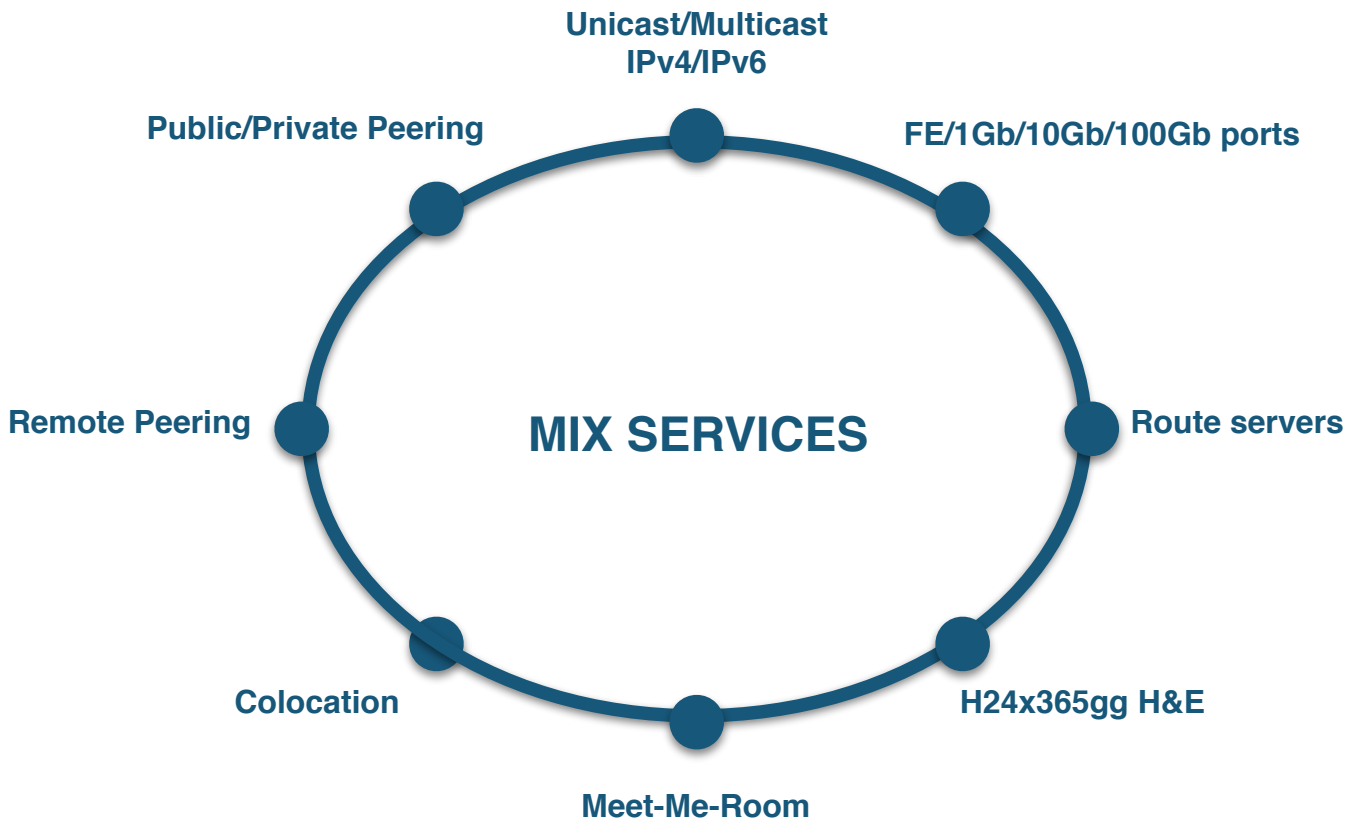 Unicast/Multicast
IPv4/IPv6
Public/Private Peering
FE/1Gb/10Gb/100Gb ports
Remote Peering
MIX SERVICES
Route servers
Colocation
H24x365gg H&E
Meet-Me-Room